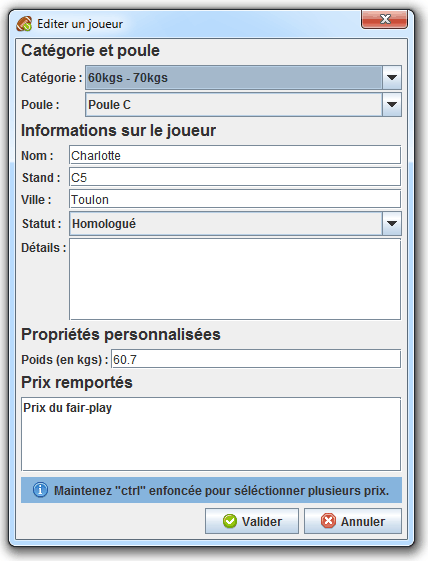 Editer un joueur
Catégorie et poule
Catégorie : 60kgs - 70kgs
Poule : Poule C
Informations sur le joueur
Nom : Charlotte
Stand : C5
Ville : Toulon
Statut : Homologué
Détails :
Propriétés personnalisées
Poids (en kgs) : 60.7
Prix remportés
Prix du fair-play
Maintenez "ctrl" enfoncée pour séléctionner plusieurs prix.
Valider Annuler